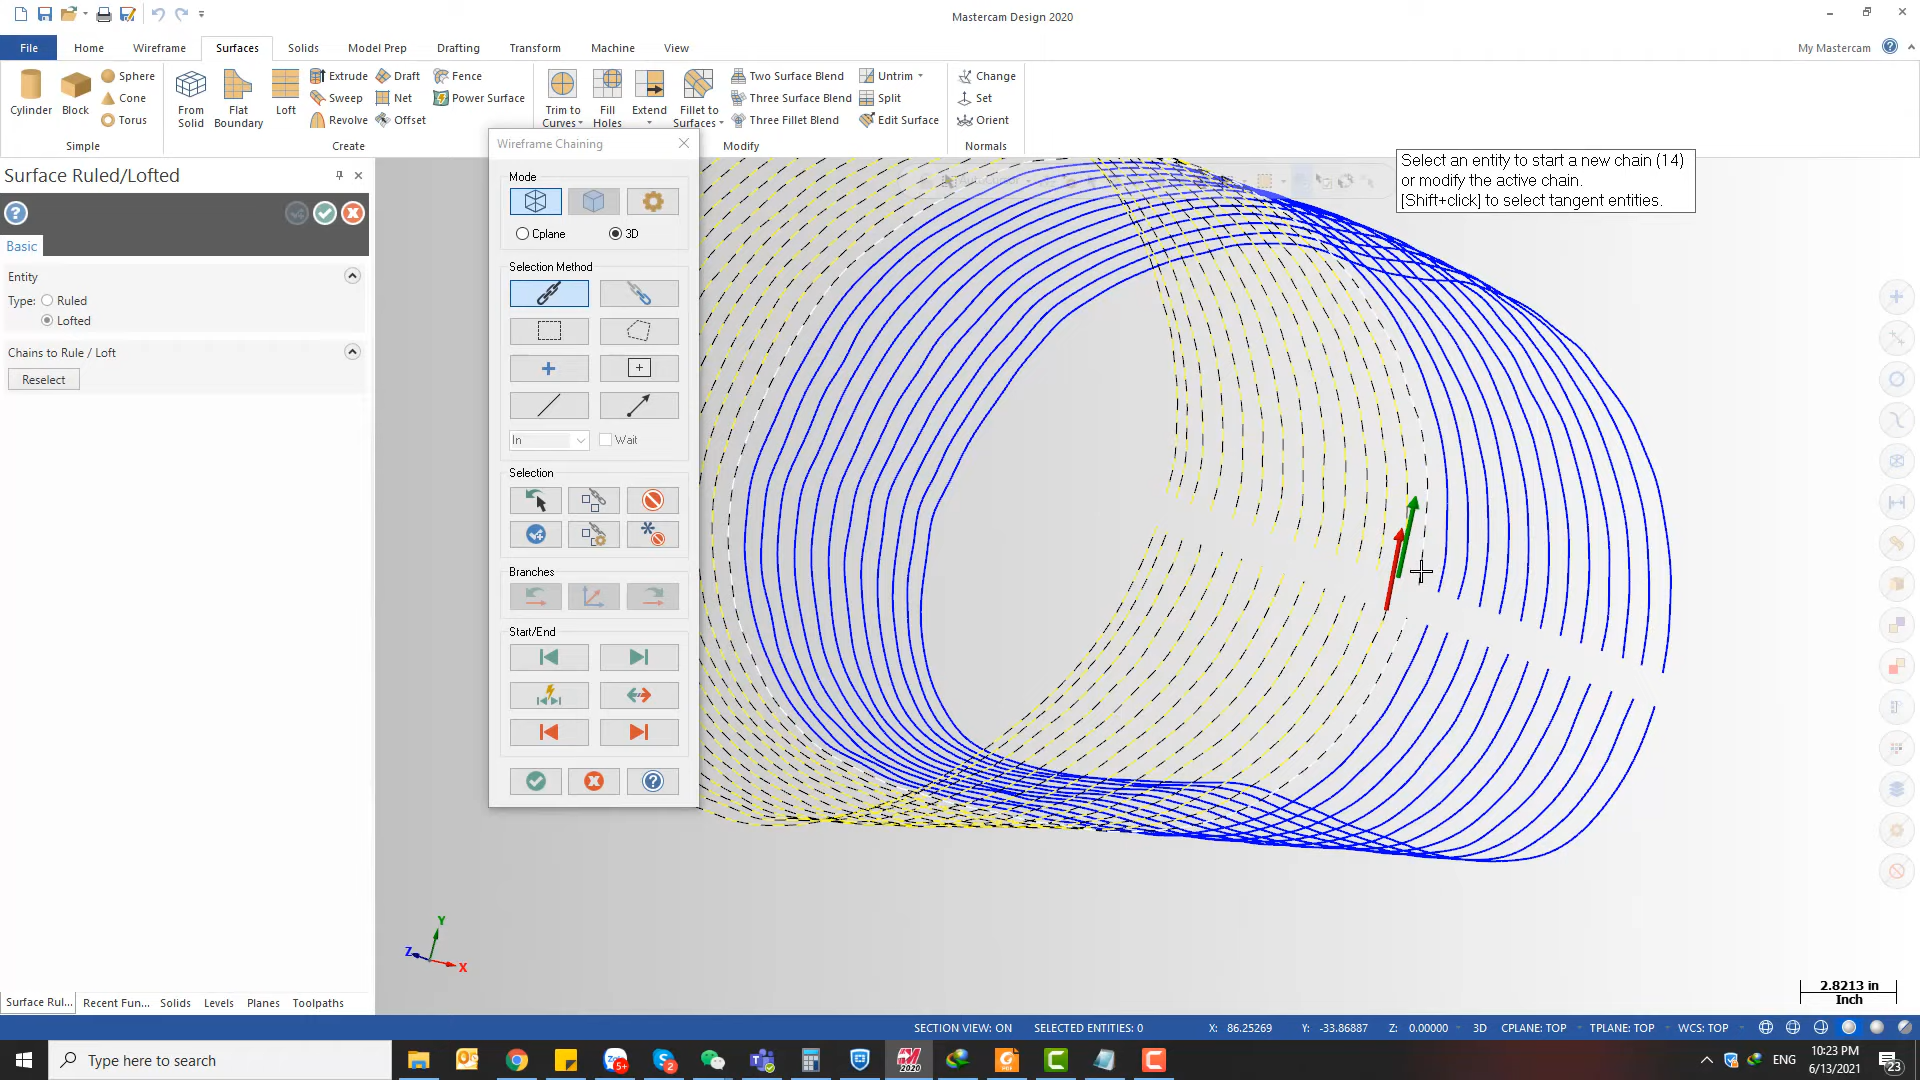 Mastercam Design 2020
File Home Wireframe Surfaces Solids Model Prep Drafting Transform Machine View My Mastercam
Cylinder Block Sphere Cone Torus
Simple
From Solid Flat Boundary Loft Extrude Sweep Revolve Draft Net Offset Fence Power Surface
Create
Trim to Curves Fill Holes Extend Fillet to Surfaces Two Surface Blend Three Surface Blend Three Fillet Blend Untrim Split Edit Surface
Modify
Change Set Orient
Normals
Surface Ruled/Lofted
Basic
Entity
Type: Ruled
Lofted
Chains to Rule / Loft
Reselect
Wireframe Chaining
Mode
Cplane 3D
Selection Method
In Wait
Selection
Branches
Start/End
Select an entity to start a new chain (14)
or modify the active chain.
[Shift+click] to select tangent entities.
Y
Z
X
2.8213 in
Inch
Surface Rul... Recent Fun... Solids Levels Planes Toolpaths
SECTION VIEW: ON SELECTED ENTITIES: 0 X: 86.25269 Y: -33.86887 Z: 0.00000 3D CPLANE: TOP TPLANE: TOP WCS: TOP
Type here to search
5+
2
2020
ENG
10:23 PM
6/13/2021
23